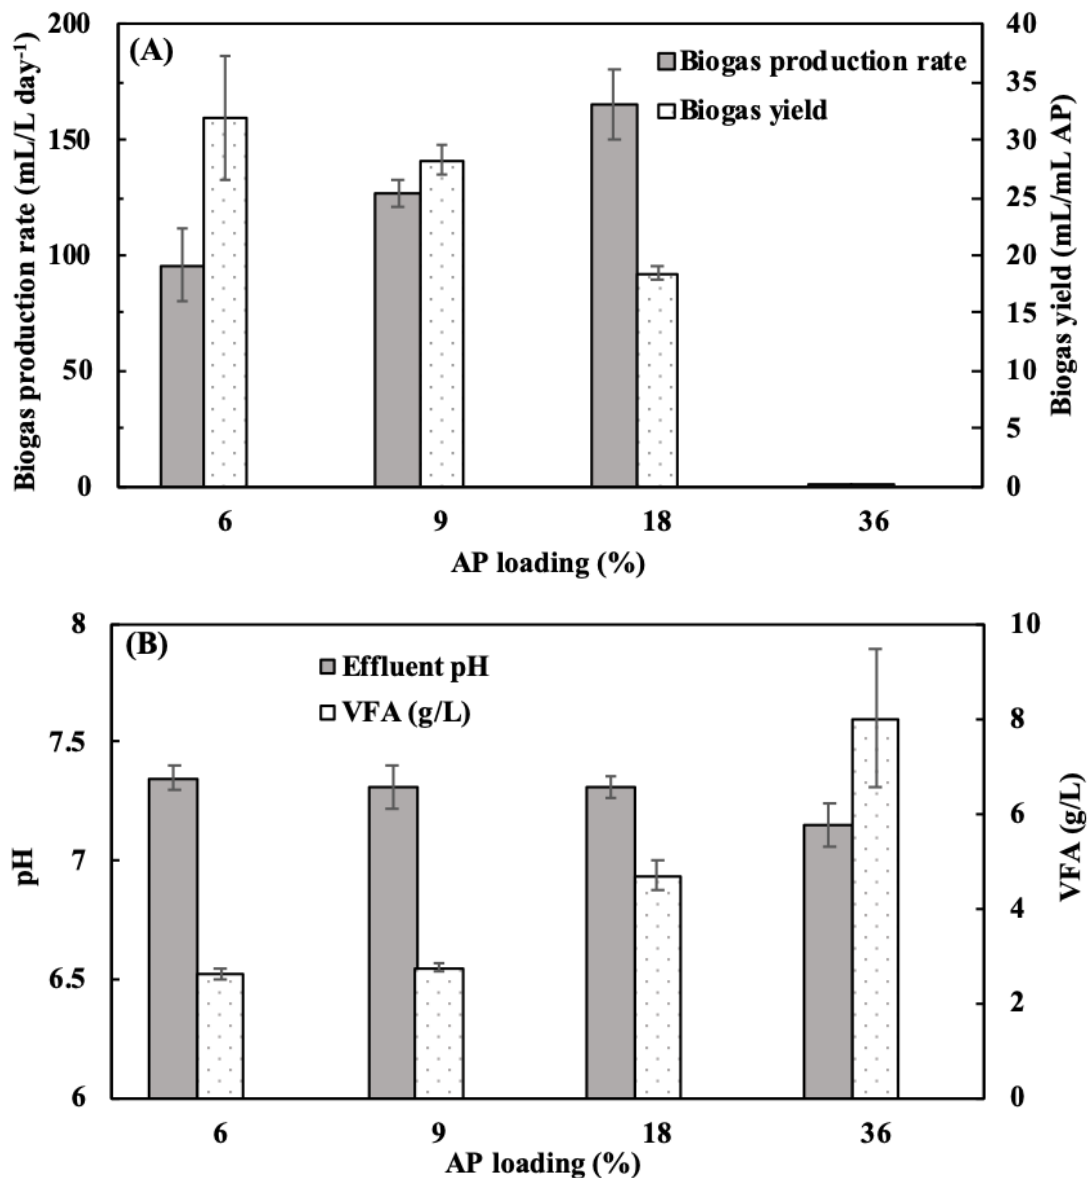 (A)
Biogas production rate
Biogas yield
Biogas production rate (mL/L day⁻¹)
200
150
100
50
0
40
35
30
25
20
15
10
5
0
Biogas yield (mL/mL AP)
6 9 18 36
AP loading (%)
(B)
Effluent pH
VFA (g/L)
pH
8
7.5
7
6.5
6
10
8
6
4
2
0
VFA (g/L)
6 9 18 36
AP loading (%)